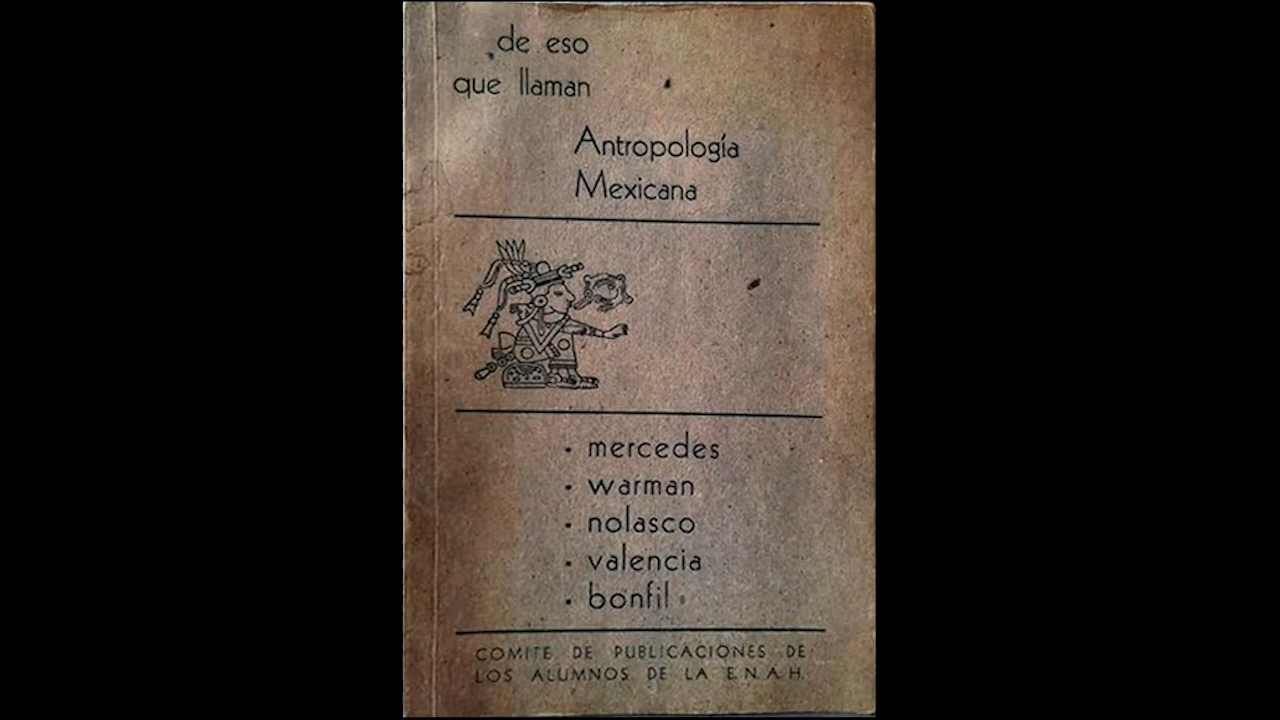 de eso
que llaman
Antropología
Mexicana
• mercedes
• warman
• nolasco
• valencia
• bonfil
COMITE DE PUBLICACIONES DE
LOS ALUMNOS DE LA E.N.A.H.